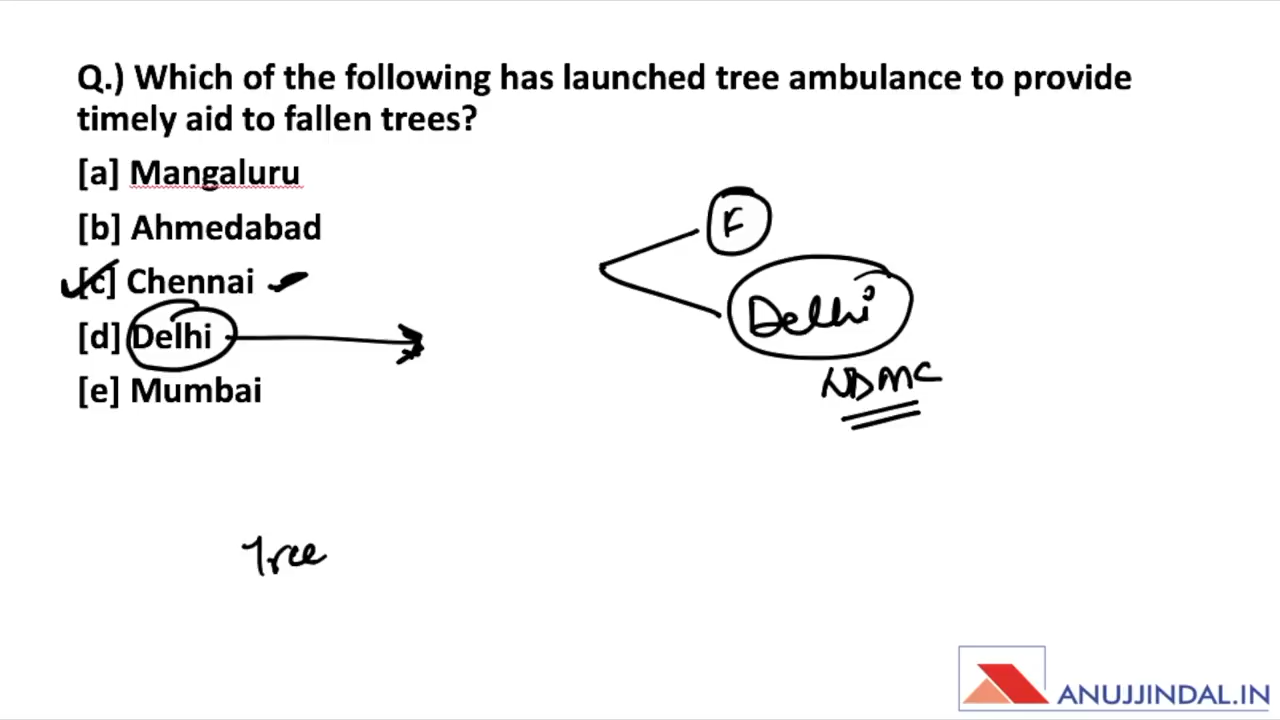 Q.) Which of the following has launched tree ambulance to provide
timely aid to fallen trees?
[a] Mangaluru
[b] Ahmedabad
[c] Chennai
[d] Delhi
[e] Mumbai
F
Delhi
NDMC
Tree
ANUJJINDAL.IN